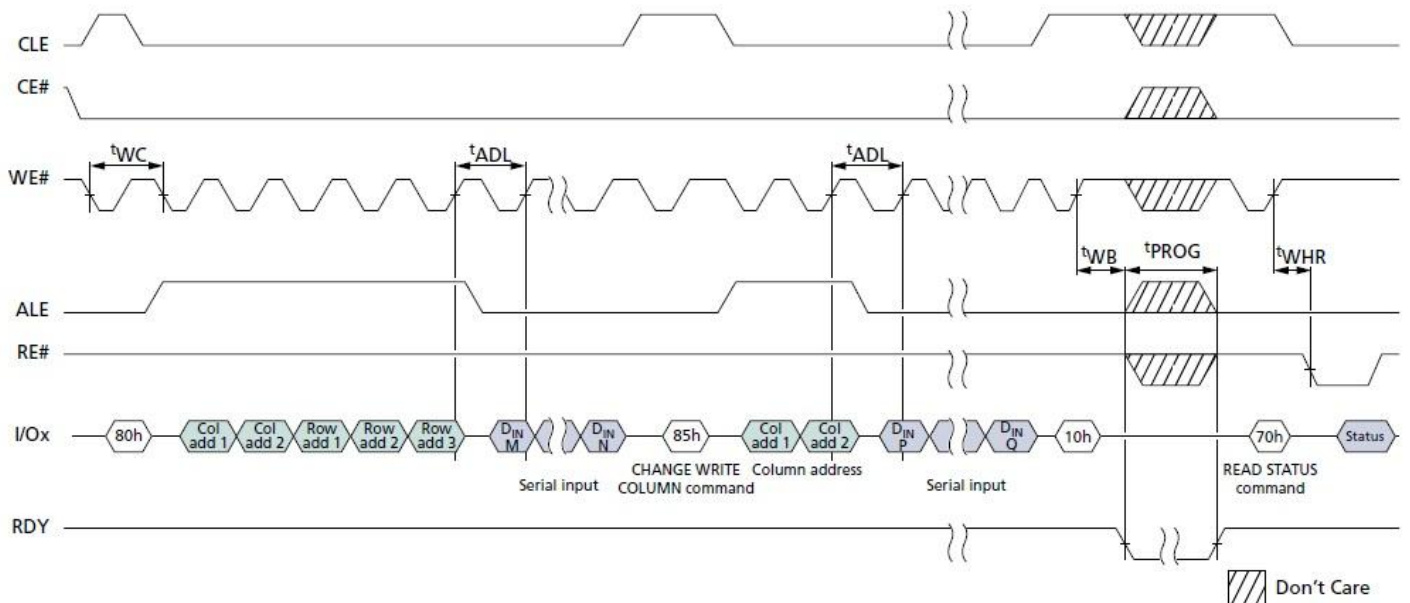 CLE
CE#
tWC
tADL
tADL
WE#
tWB
tPROG
tWHR
ALE
RE#
I/Ox
80h
Col add 1
Col add 2
Row add 1
Row add 2
Row add 3
DIN M
DIN N
85h
Col add 1
Col add 2
DIN P
DIN Q
10h
70h
Status
Serial input
CHANGE WRITE
COLUMN command
Column address
Serial input
READ STATUS
command
RDY
Don't Care